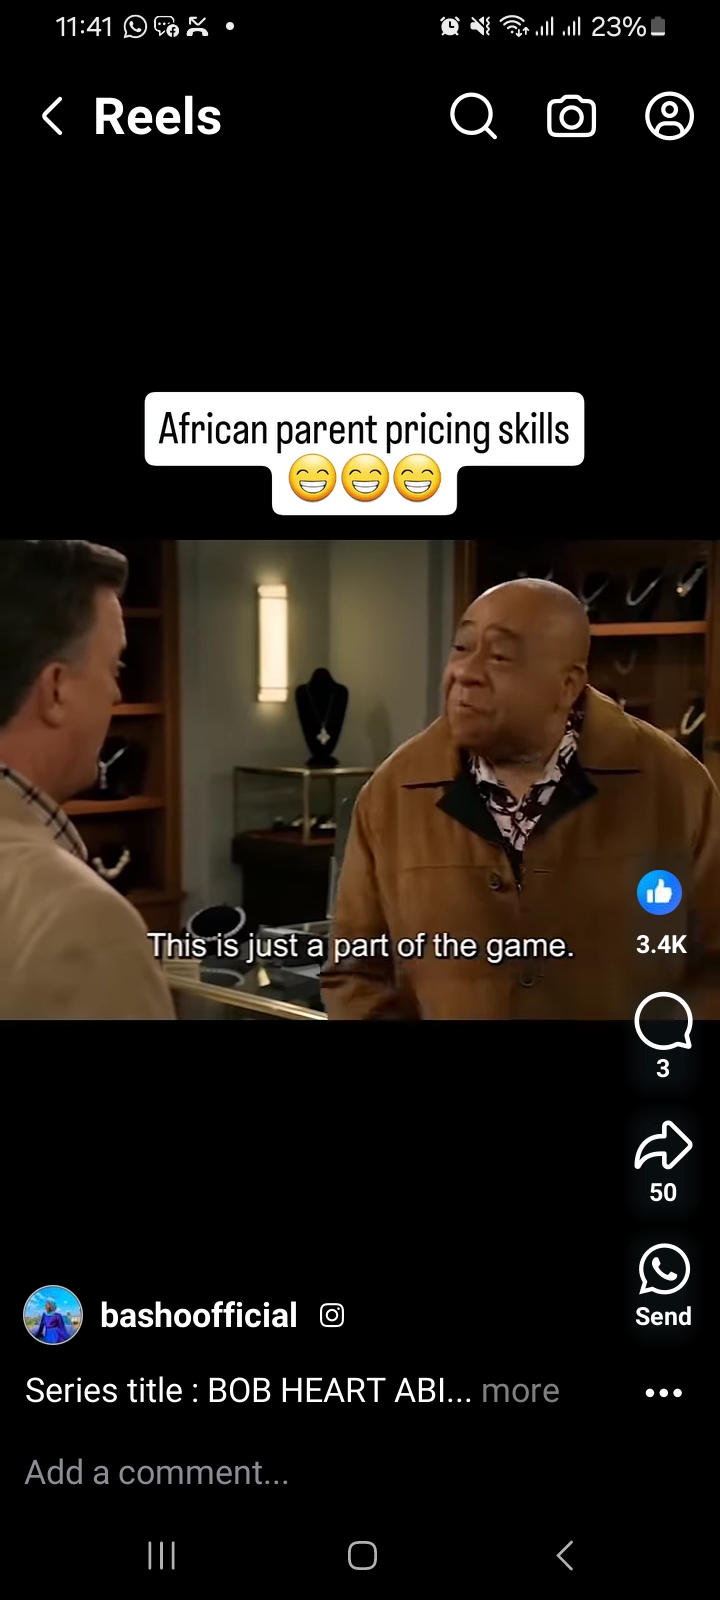 11:41
23%
Reels
African parent pricing skills
😁😁😁
This is just a part of the game.
3.4K
3
50
Send
bashoofficial
Series title : BOB HEART ABI... more
Add a comment...